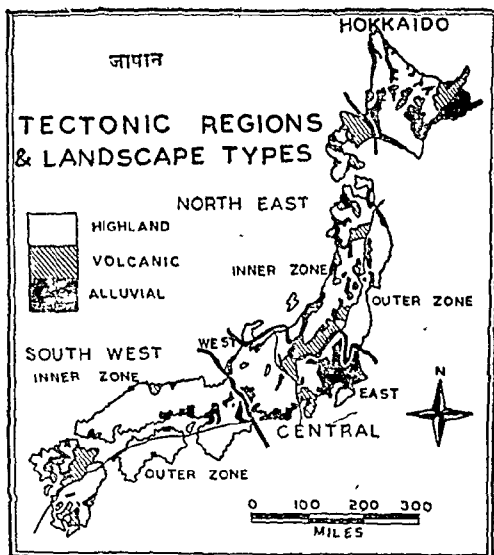 HOKKAIDO
जापान
TECTONIC REGIONS
& LANDSCAPE TYPES
NORTH EAST
HIGHLAND
VOLCANIC
INNER ZONE
ALLUVIAL
OUTER ZONE
WEST
SOUTH WEST
INNER ZONE
EAST
N
CENTRAL
OUTER ZONE
0 100 200 300
MILES